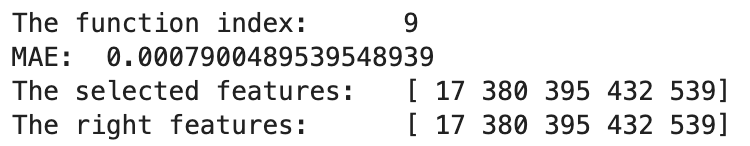 The function index:      9
MAE:  0.0007900489539548939
The selected features:   [ 17 380 395 432 539]
The right features:      [ 17 380 395 432 539]